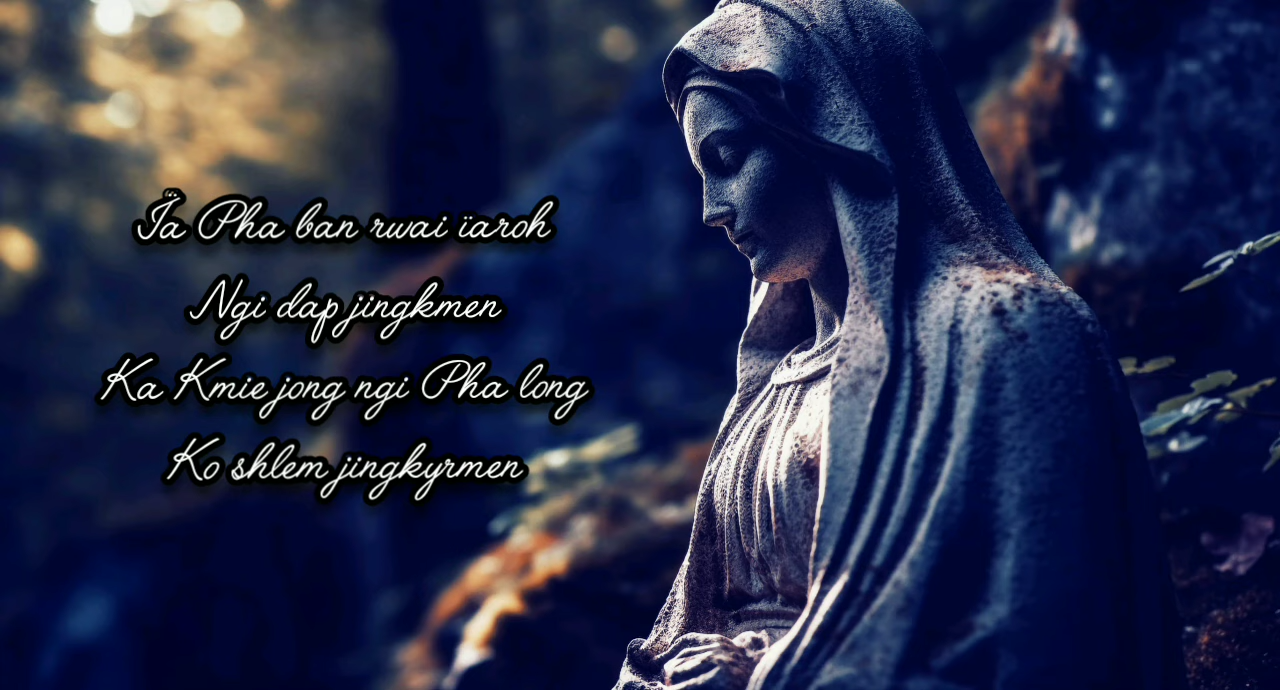 Ïa Pha ban rwai ïaroh
Ngi dap jingkmen
Ka Kmie jong ngi Pha long
Ko shlem jingkyrmen